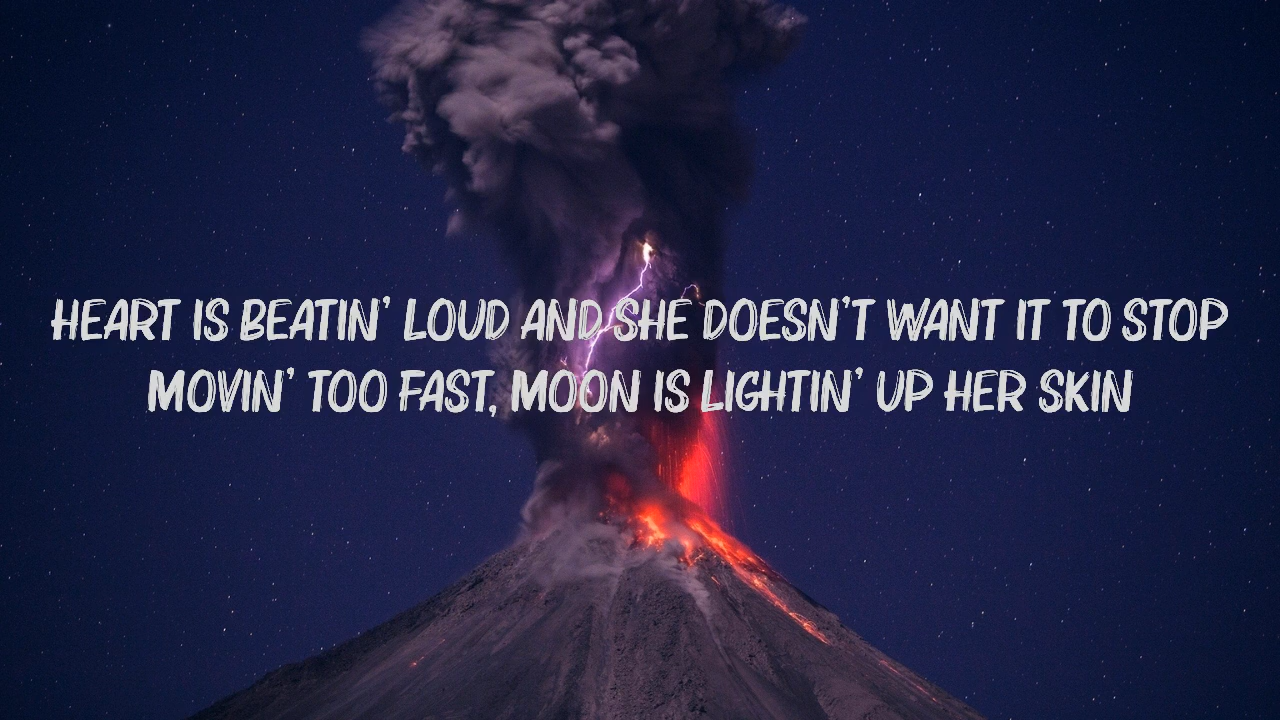 HEART IS BEATIN' LOUD AND SHE DOESN'T WANT IT TO STOP
MOVIN' TOO FAST, MOON IS LIGHTIN' UP HER SKIN